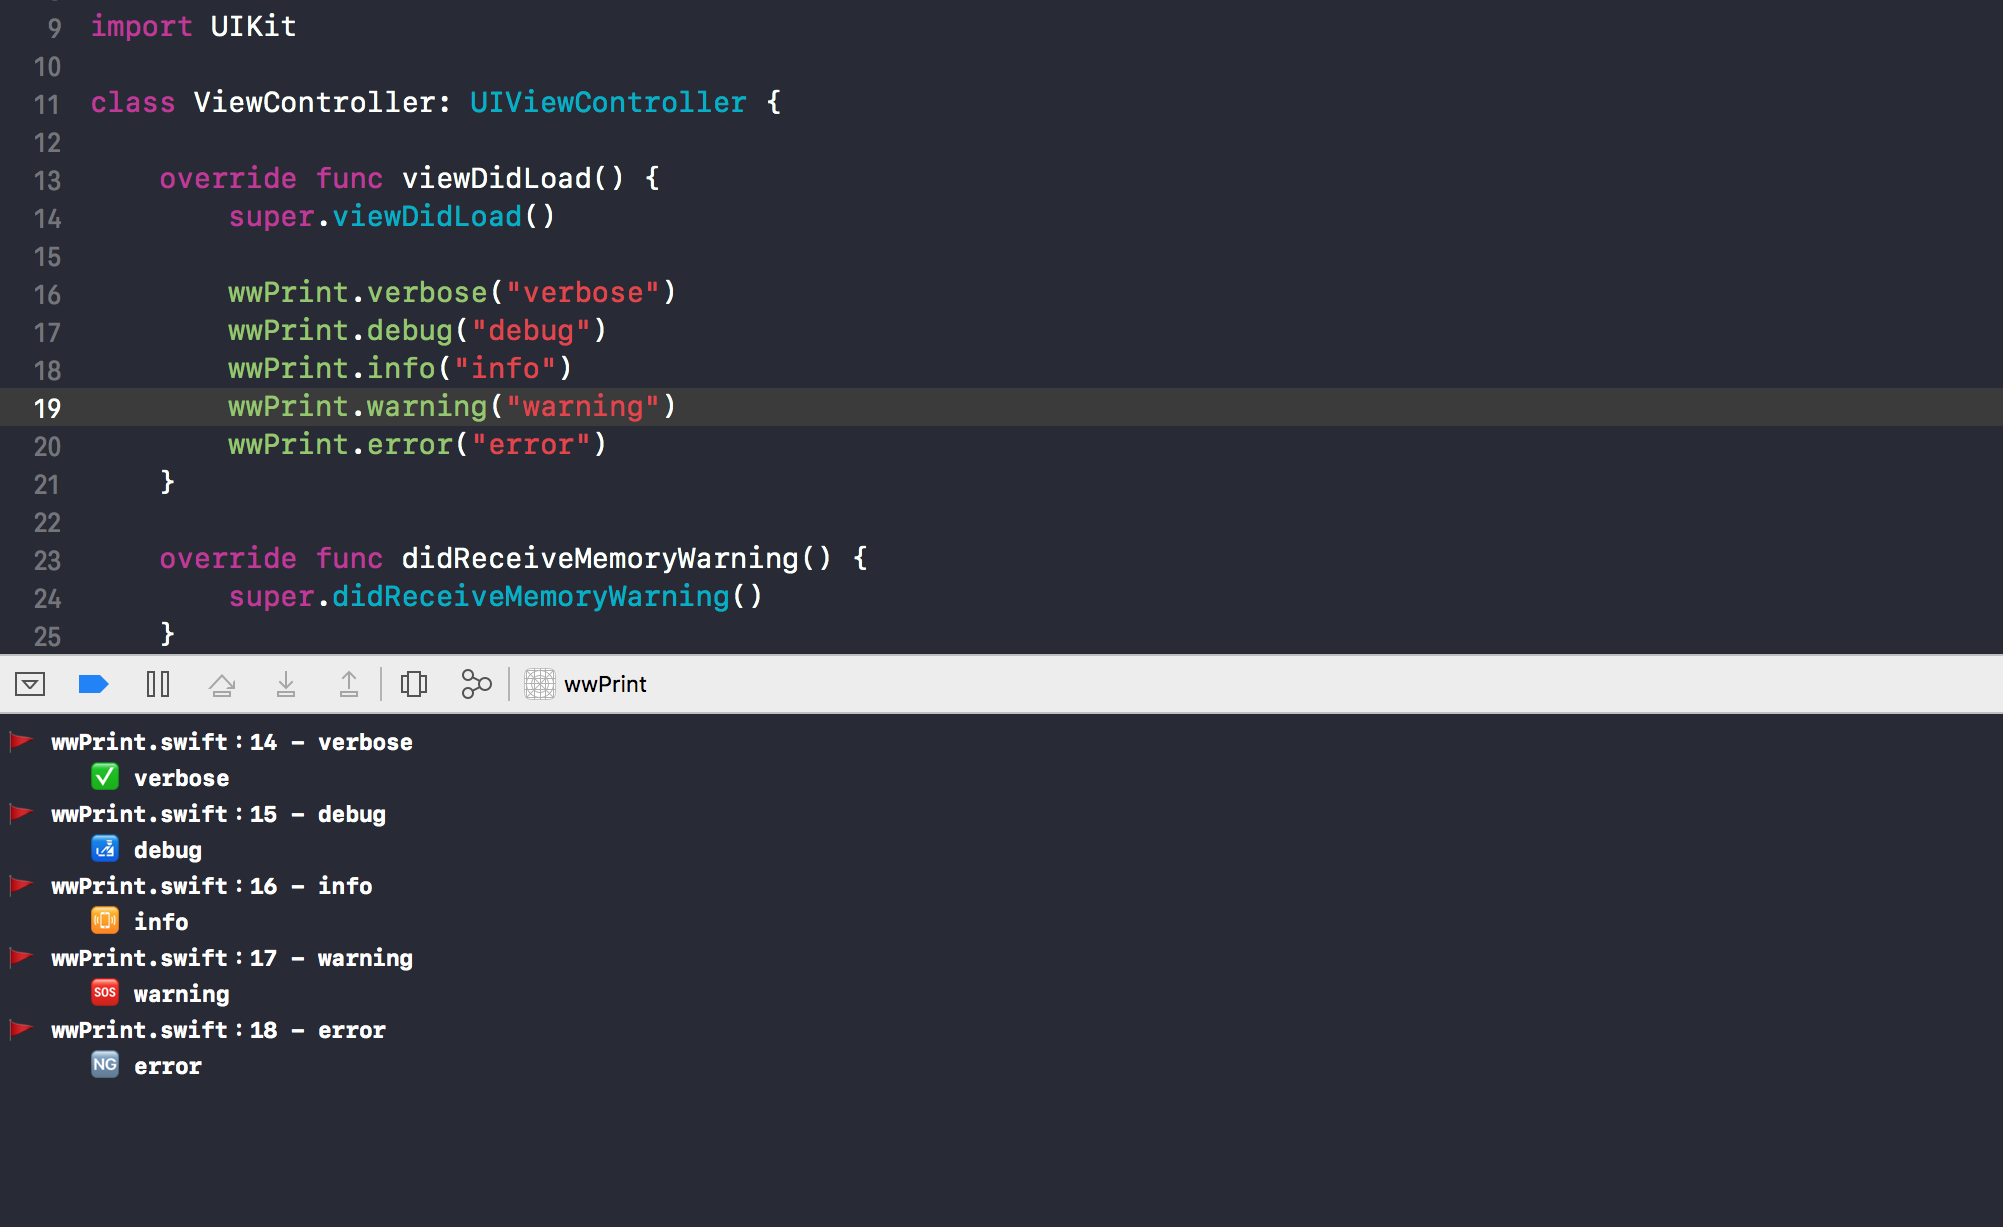 9 import UIKit
10
11 class ViewController: UIViewController {
12
13     override func viewDidLoad() {
14         super.viewDidLoad()
15
16         wwPrint.verbose("verbose")
17         wwPrint.debug("debug")
18         wwPrint.info("info")
19         wwPrint.warning("warning")
20         wwPrint.error("error")
21     }
22
23     override func didReceiveMemoryWarning() {
24         super.didReceiveMemoryWarning()
25     }
wwPrint
🚩 wwPrint.swift:14 - verbose
✅ verbose
🚩 wwPrint.swift:15 - debug
🛃 debug
🚩 wwPrint.swift:16 - info
📳 info
🚩 wwPrint.swift:17 - warning
🆘 warning
🚩 wwPrint.swift:18 - error
🆖 error